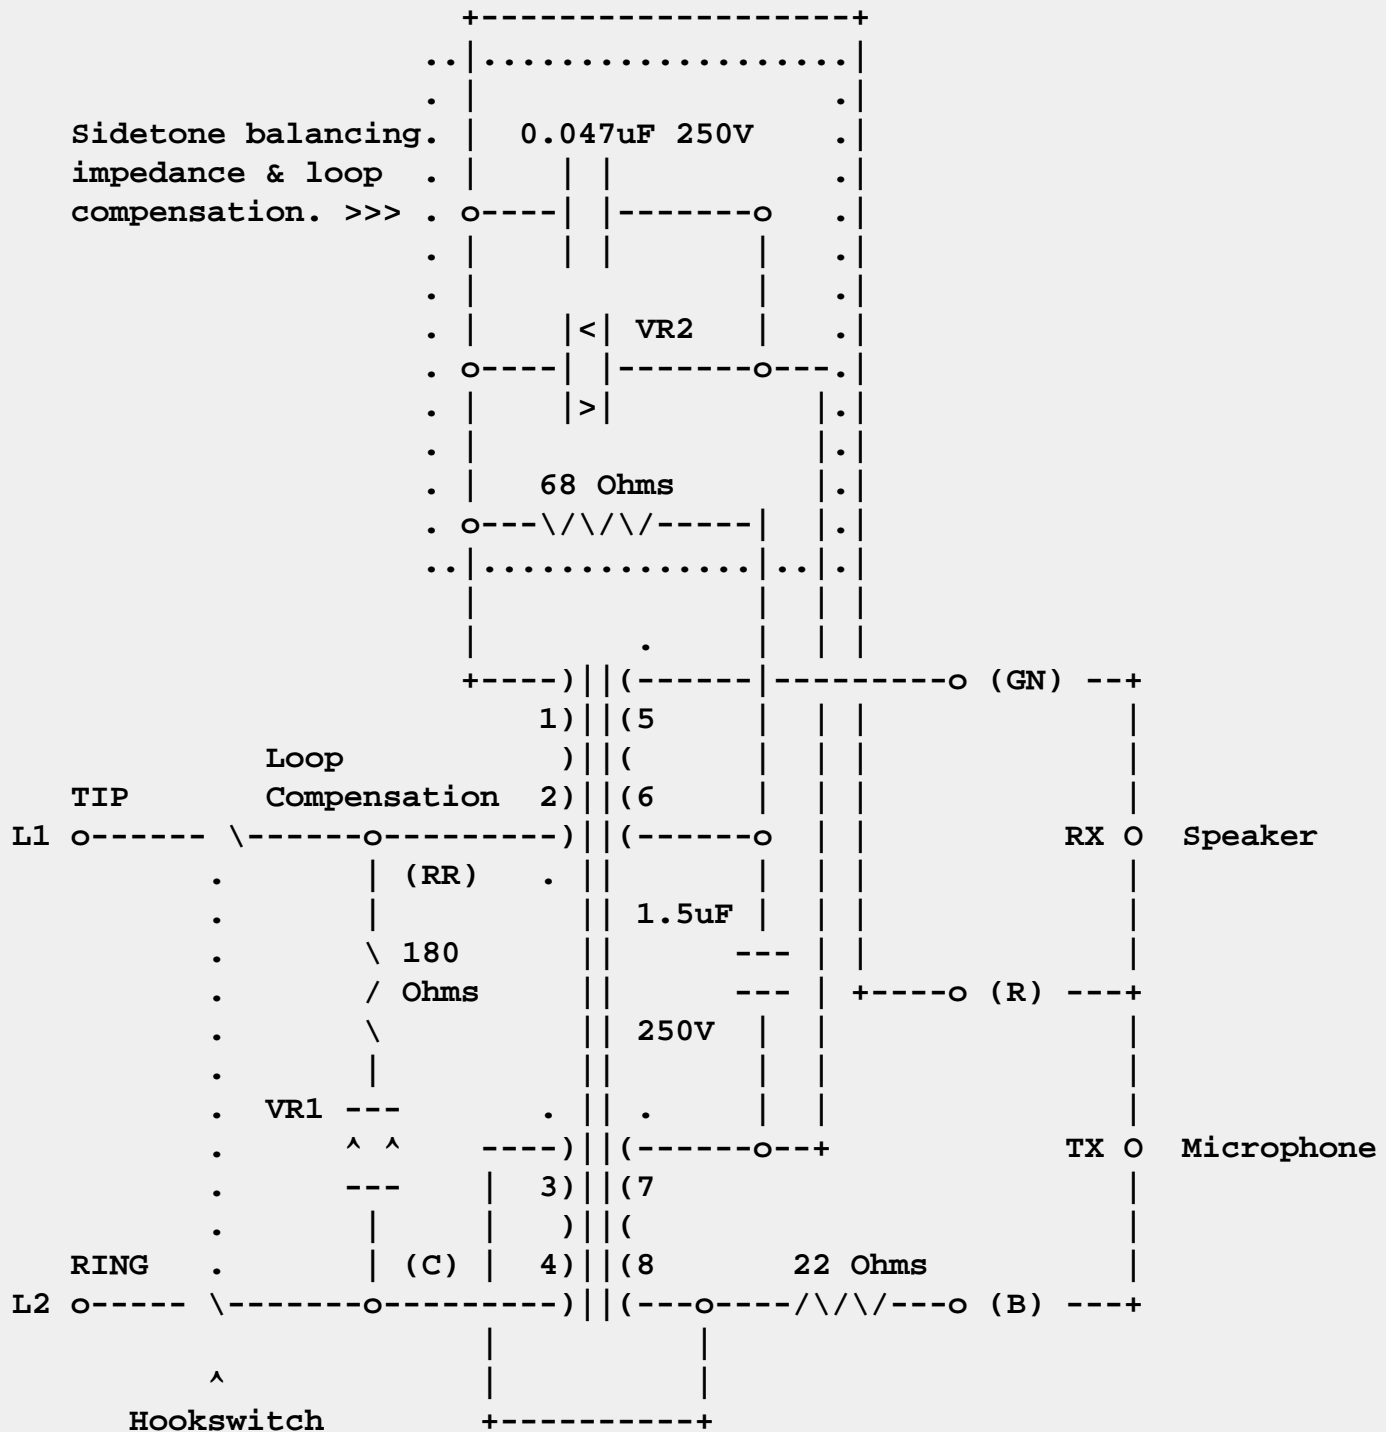 Sidetone balancing 0.047uF 250V
impedance & loop
compensation. >>>
VR2
68 Ohms
(GN)
1 5
Loop
TIP Compensation 2 6
L1 RX Speaker
(RR)
1.5uF
180
Ohms (R)
250V
VR1
TX Microphone
3 7
RING (C) 4 8 22 Ohms
L2 (B)
Hookswitch